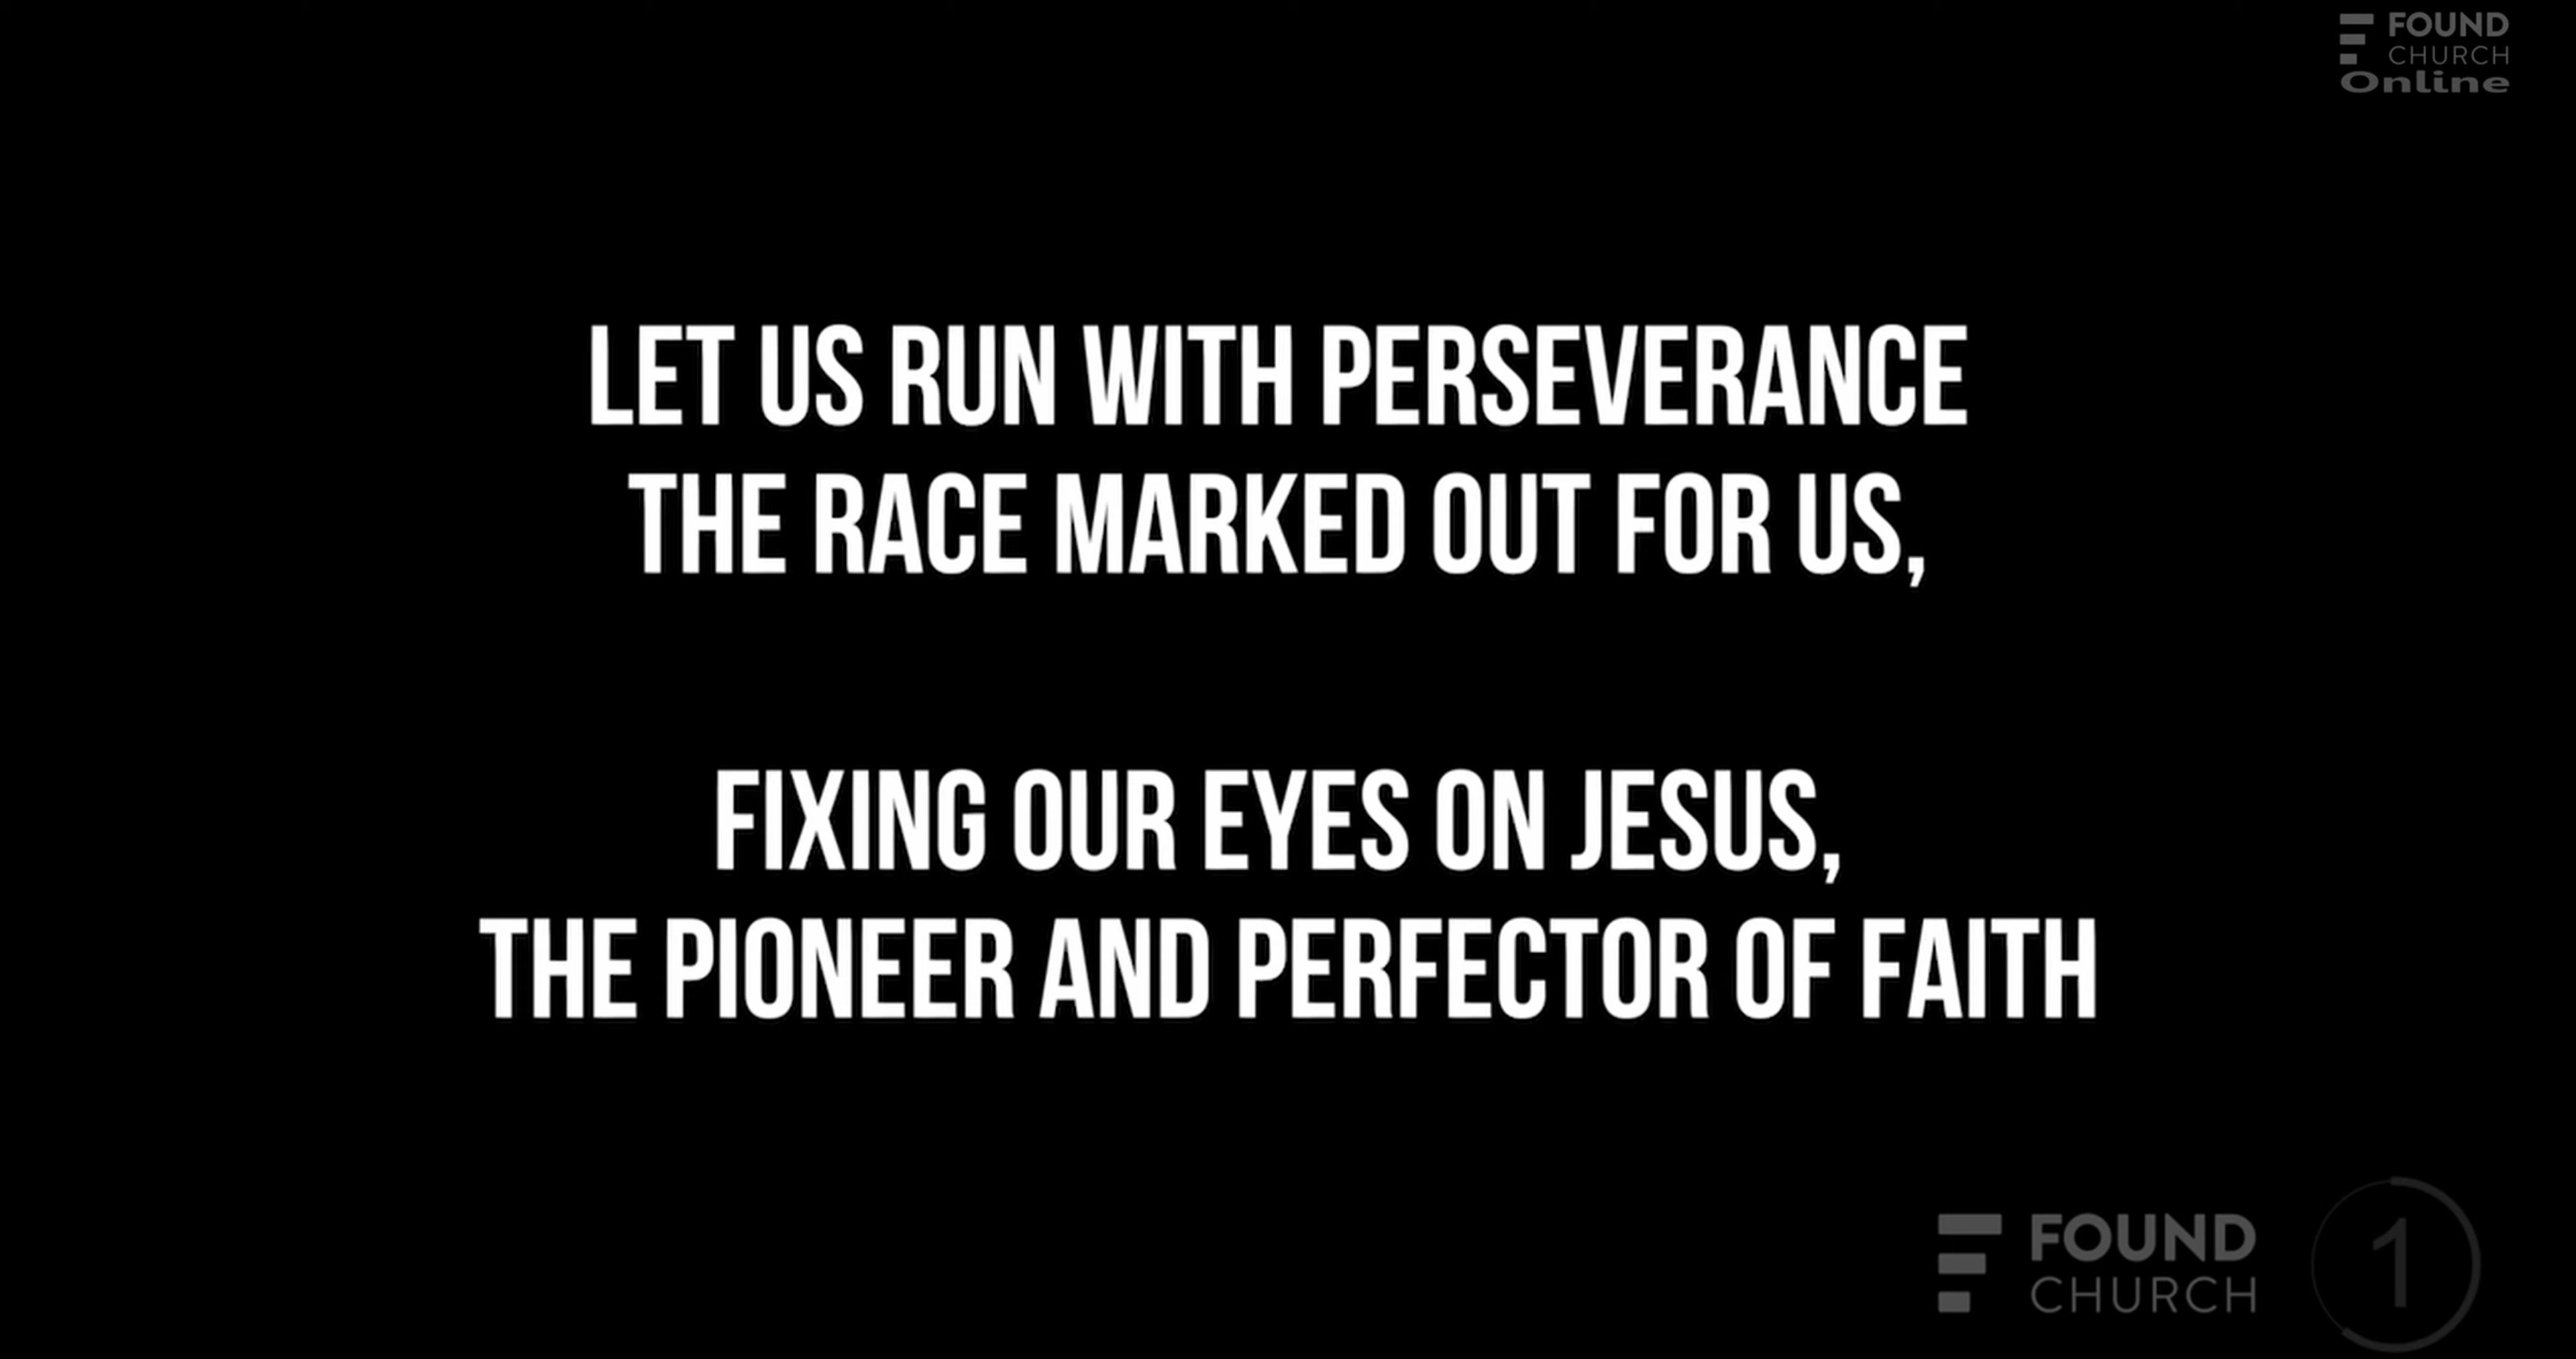 FOUND
CHURCH
Online
LET US RUN WITH PERSEVERANCE
THE RACE MARKED OUT FOR US,
FIXING OUR EYES ON JESUS,
THE PIONEER AND PERFECTOR OF FAITH
FOUND
CHURCH
1